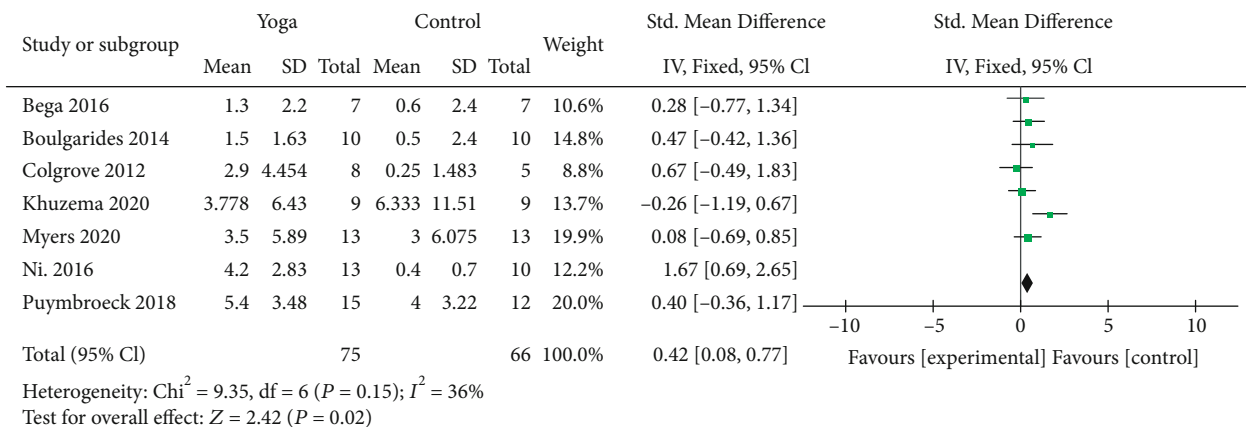 Study or subgroup Yoga Control Weight Std. Mean Difference Std. Mean Difference
Mean SD Total Mean SD Total IV, Fixed, 95% Cl IV, Fixed, 95% Cl
Bega 2016 1.3 2.2 7 0.6 2.4 7 10.6% 0.28 [–0.77, 1.34]
Boulgarides 2014 1.5 1.63 10 0.5 2.4 10 14.8% 0.47 [–0.42, 1.36]
Colgrove 2012 2.9 4.454 8 0.25 1.483 5 8.8% 0.67 [–0.49, 1.83]
Khuzema 2020 3.778 6.43 9 6.333 11.51 9 13.7% –0.26 [–1.19, 0.67]
Myers 2020 3.5 5.89 13 3 6.075 13 19.9% 0.08 [–0.69, 0.85]
Ni. 2016 4.2 2.83 13 0.4 0.7 10 12.2% 1.67 [0.69, 2.65]
Puymbroeck 2018 5.4 3.48 15 4 3.22 12 20.0% 0.40 [–0.36, 1.17]
–10 –5 0 5 10
Total (95% Cl) 75 66 100.0% 0.42 [0.08, 0.77] Favours [experimental] Favours [control]
Heterogeneity: Chi² = 9.35, df = 6 (P = 0.15); I² = 36%
Test for overall effect: Z = 2.42 (P = 0.02)